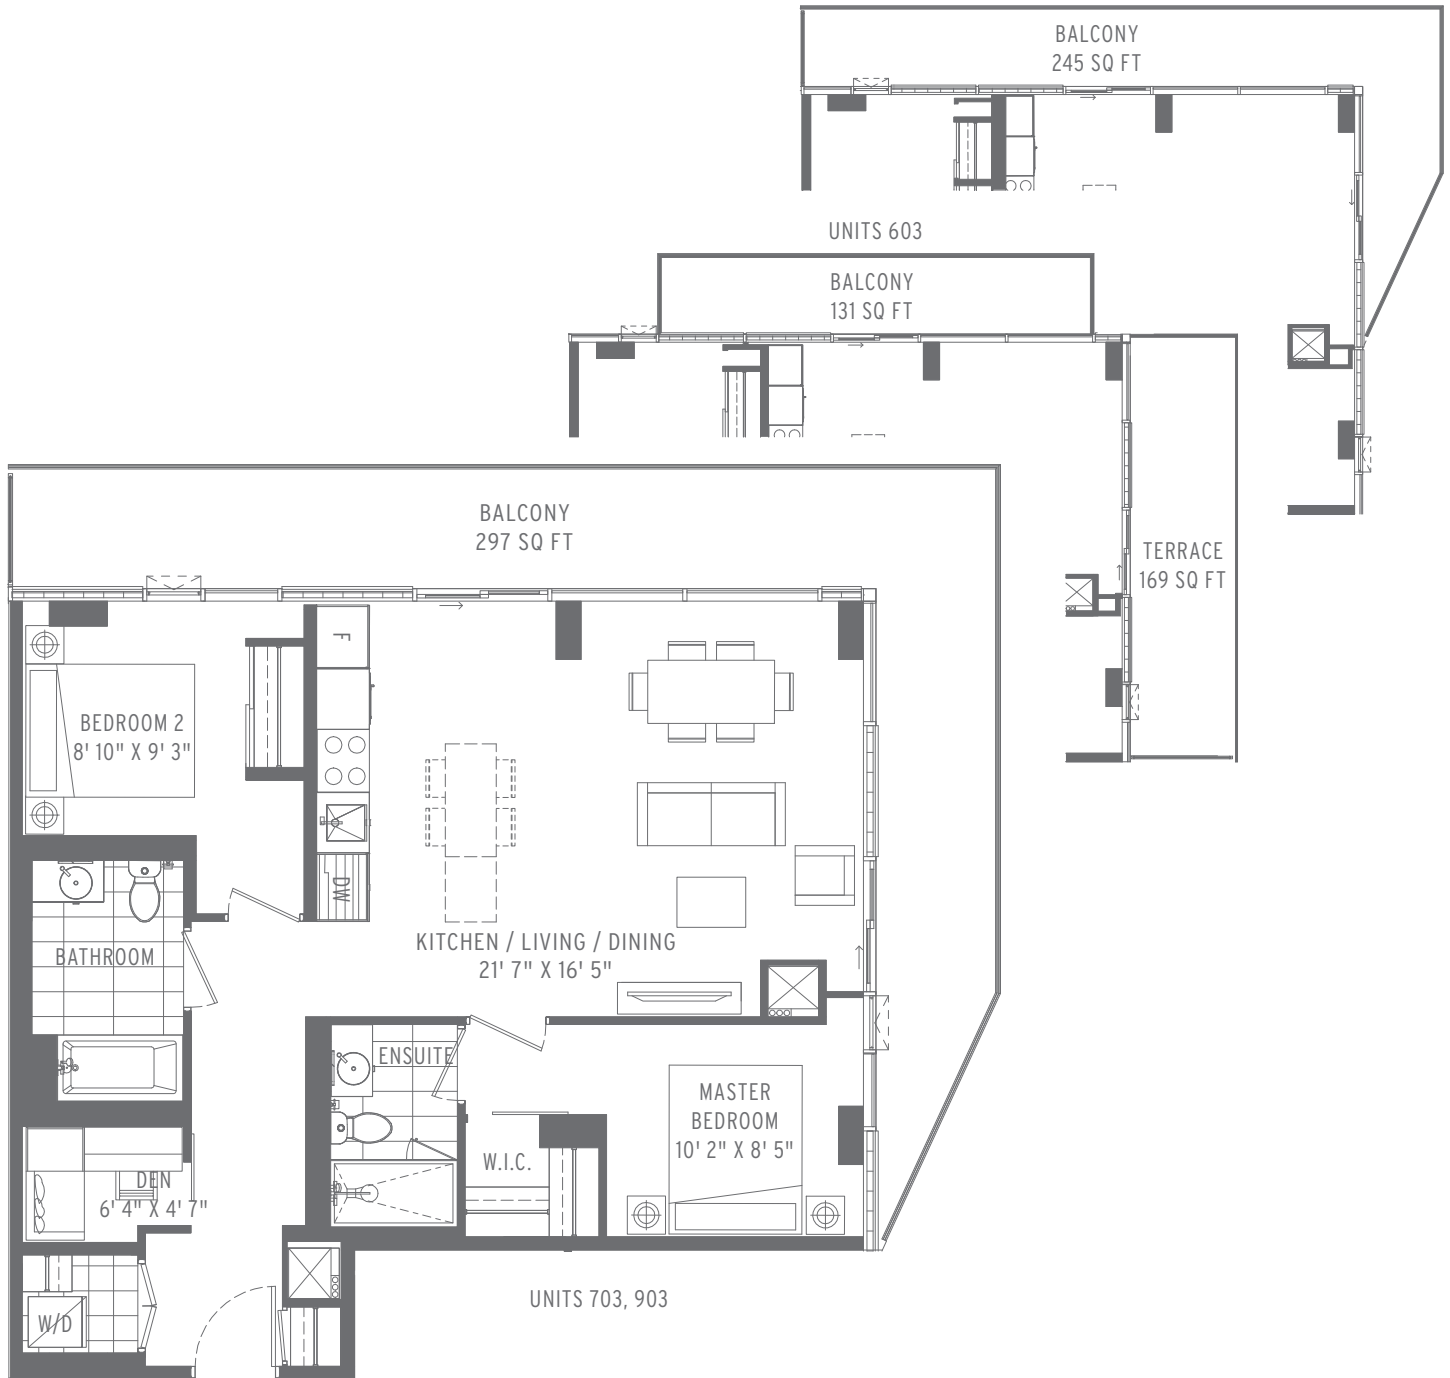 BALCONY
245 SQ FT
UNITS 603
BALCONY
131 SQ FT
TERRACE
169 SQ FT
BALCONY
297 SQ FT
F
BEDROOM 2
8' 10" X 9' 3"
DW
KITCHEN / LIVING / DINING
21' 7" X 16' 5"
BATHROOM
ENSUITE
MASTER
BEDROOM
10' 2" X 8' 5"
W.I.C.
DEN
6' 4" X 4' 7"
W/D
UNITS 703, 903